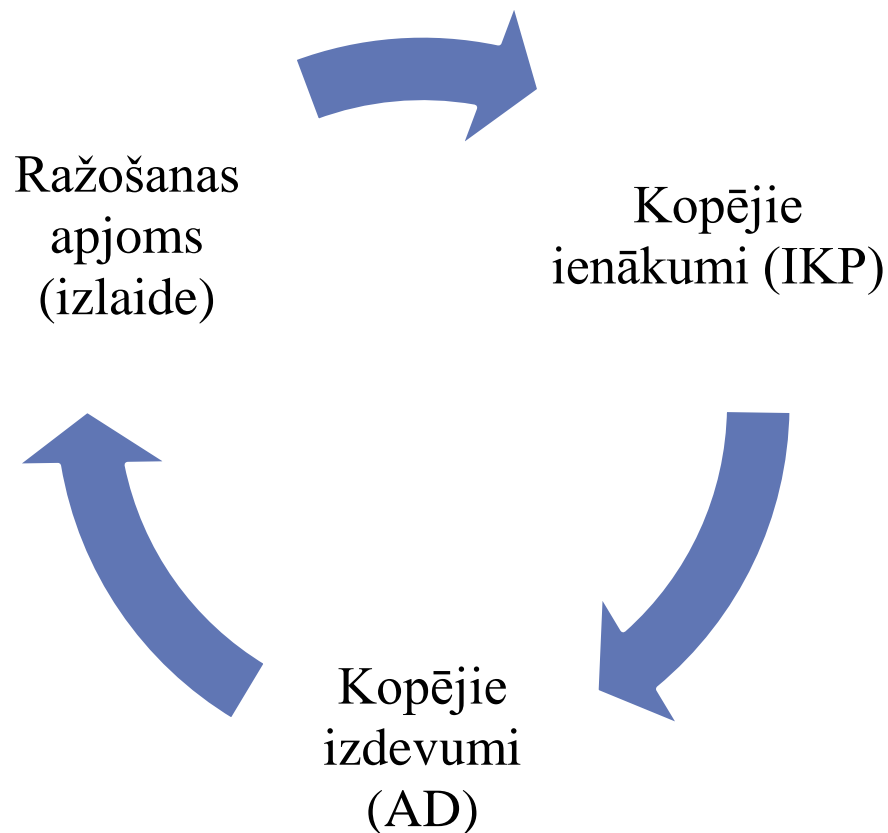 Ražošanas
apjoms
(izlaide)
Kopējie
ienākumi (IKP)
Kopējie
izdevumi
(AD)